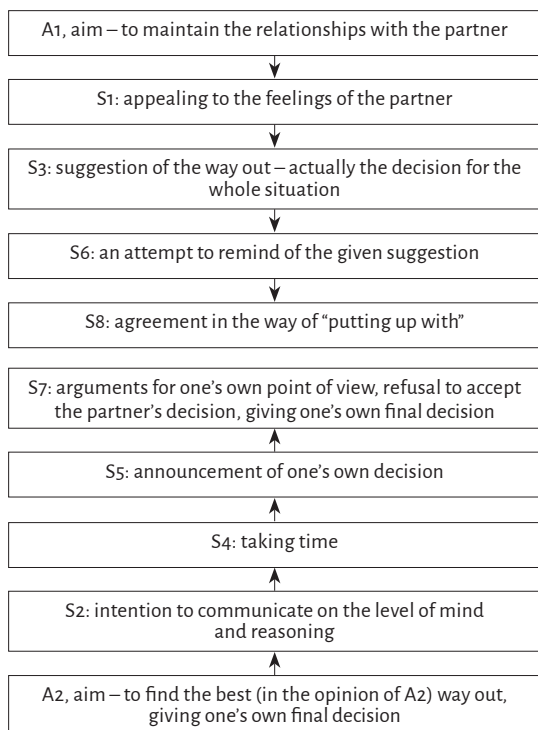 A1, aim – to maintain the relationships with the partner
S1: appealing to the feelings of the partner
S3: suggestion of the way out – actually the decision for the
whole situation
S6: an attempt to remind of the given suggestion
S8: agreement in the way of “putting up with”
S7: arguments for one’s own point of view, refusal to accept
the partner’s decision, giving one’s own final decision
S5: announcement of one’s own decision
S4: taking time
S2: intention to communicate on the level of mind
and reasoning
A2, aim – to find the best (in the opinion of A2) way out,
giving one’s own final decision